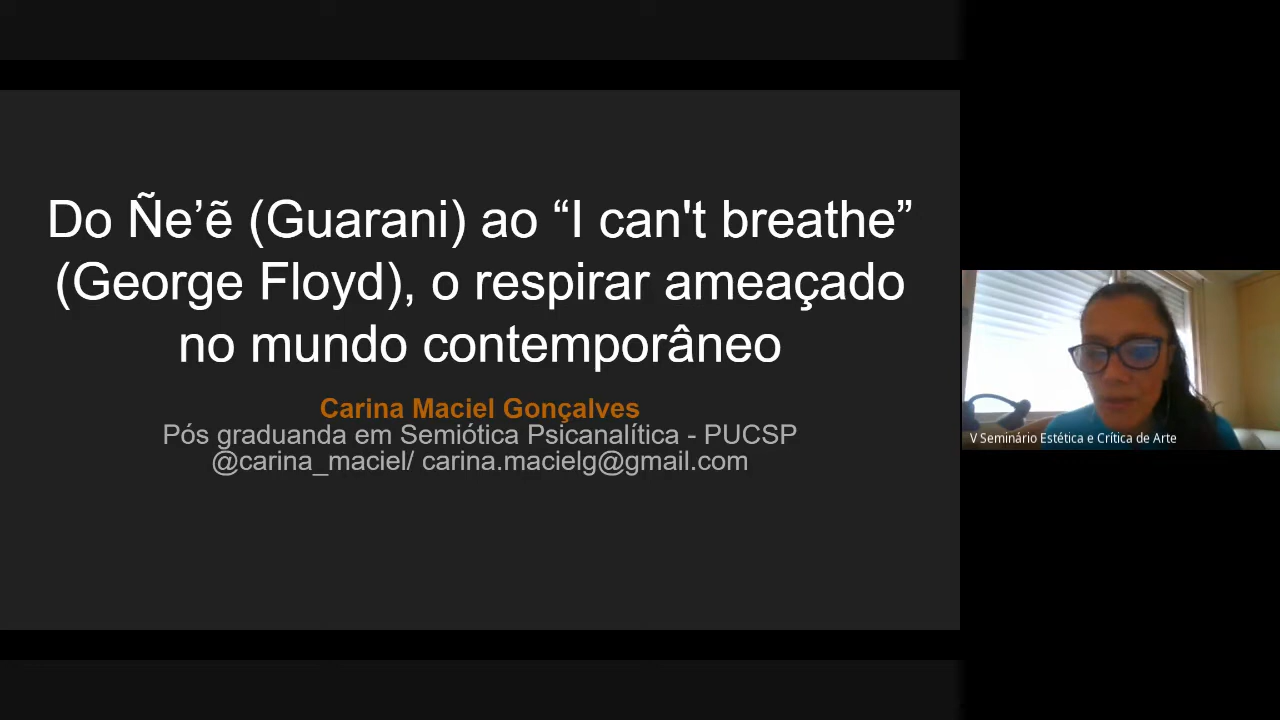 Do Ñe’ẽ (Guarani) ao “I can't breathe”
(George Floyd), o respirar ameaçado
no mundo contemporâneo
Carina Maciel Gonçalves
Pós graduanda em Semiótica Psicanalítica - PUCSP
@carina_maciel/ carina.macielg@gmail.com
V Seminário Estética e Crítica de Arte